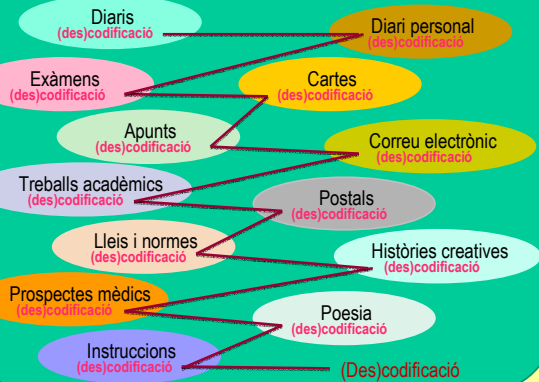 Diaris
(des)codificació
Diari personal
(des)codificació
Exàmens
(des)codificació
Cartes
(des)codificació
Apunts
(des)codificació
Correu electrònic
(des)codificació
Treballs acadèmics
(des)codificació
Postals
(des)codificació
Lleis i normes
(des)codificació
Històries creatives
(des)codificació
Prospectes mèdics
(des)codificació
Poesia
(des)codificació
Instruccions
(des)codificació
(Des)codificació